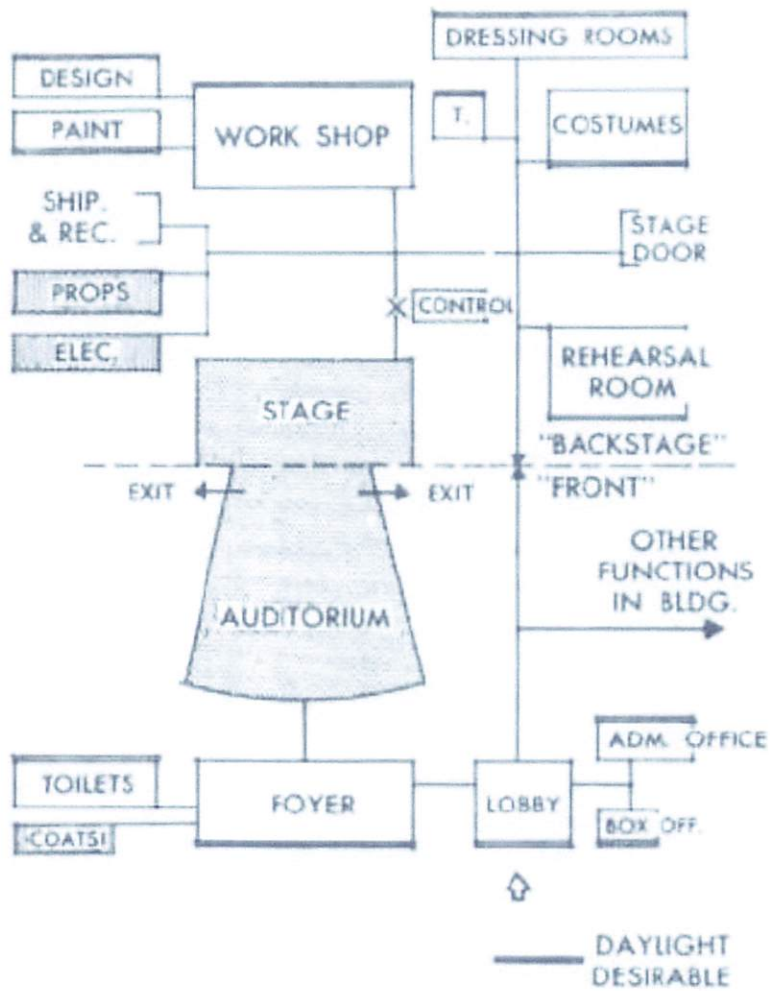 DRESSING ROOMS
DESIGN
PAINT
WORK SHOP
T.
COSTUMES
SHIP.
& REC.
STAGE
DOOR
PROPS
CONTROL
ELEC.
STAGE
REHEARSAL
ROOM
"BACKSTAGE"
EXIT
EXIT
"FRONT"
OTHER
FUNCTIONS
IN BLDG.
AUDITORIUM
ADM. OFFICE
TOILETS
FOYER
LOBBY
COATS
BOX OFF.
DAYLIGHT
DESIRABLE